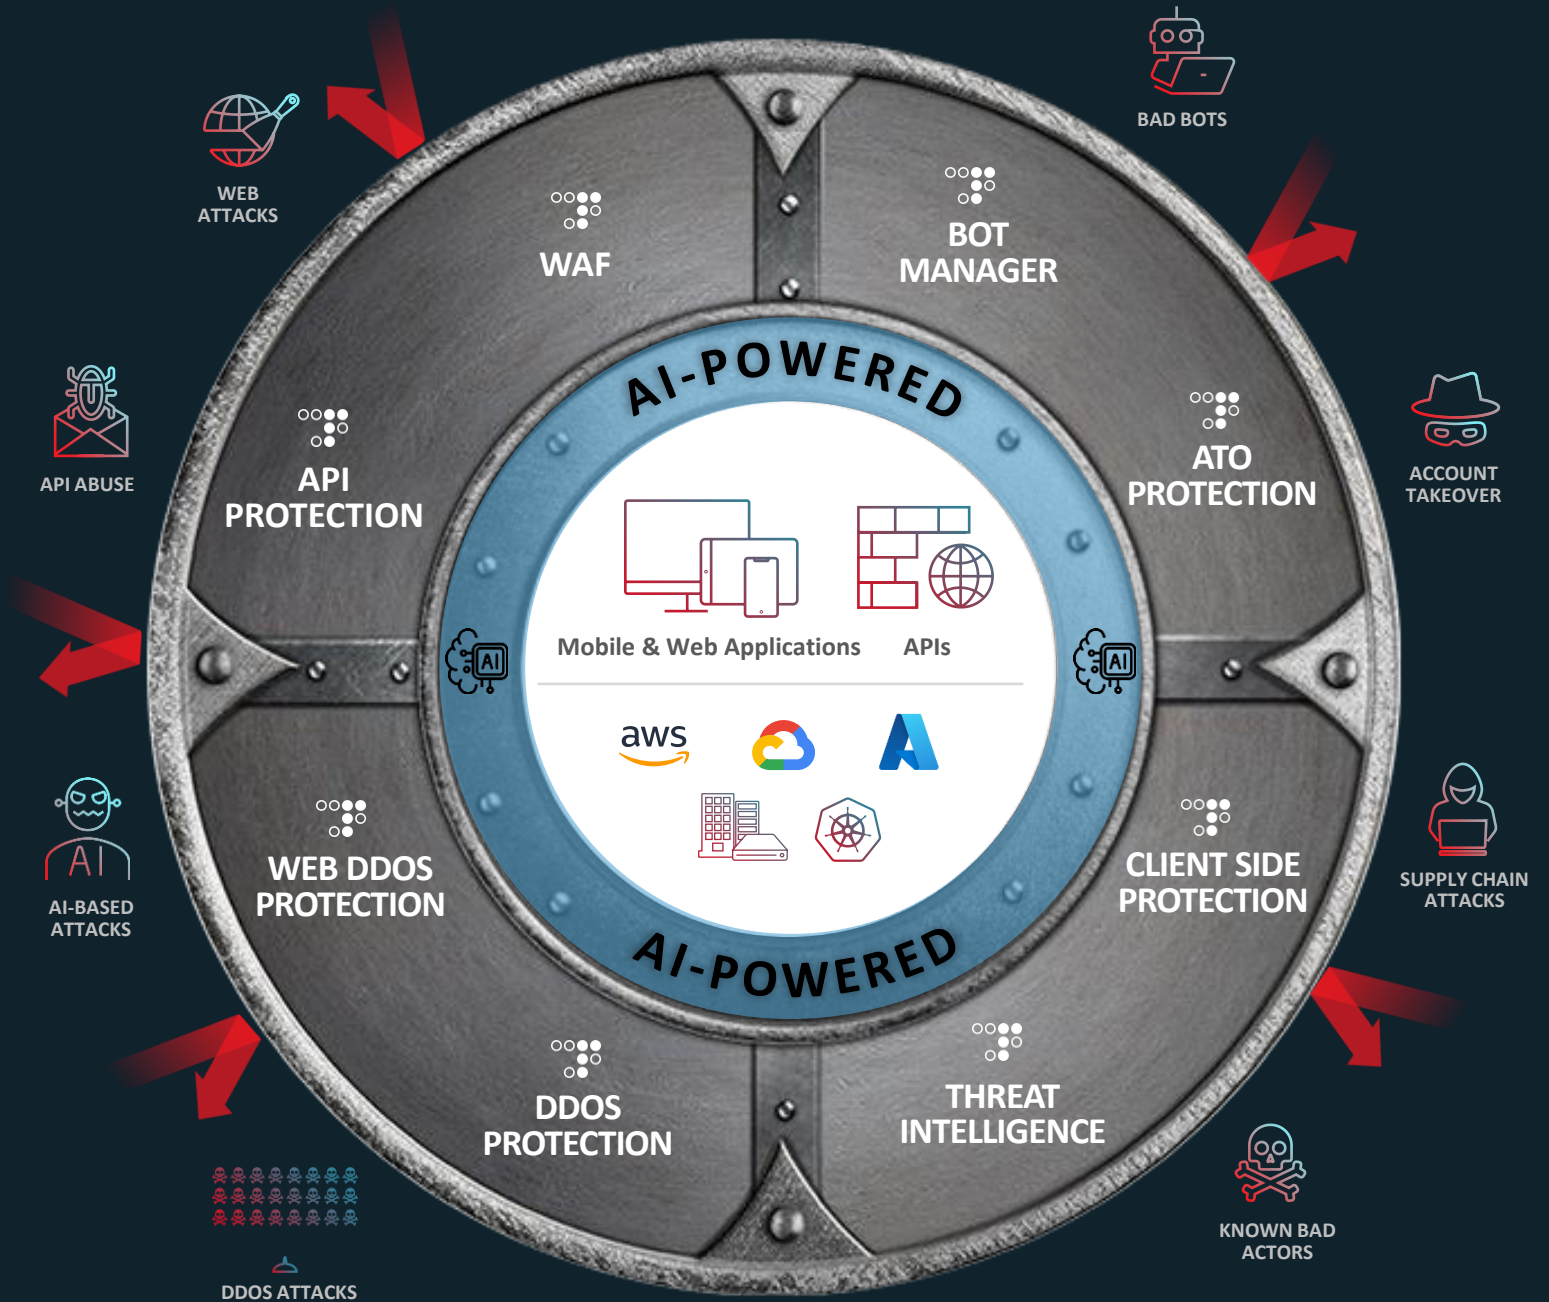 BAD BOTS
WEB
ATTACKS
WAF
BOT
MANAGER
AI-POWERED
API ABUSE
API
PROTECTION
ATO
PROTECTION
ACCOUNT
TAKEOVER
Mobile & Web Applications
APIs
AI
AI
aws
AI
AI-BASED
ATTACKS
WEB DDOS
PROTECTION
CLIENT SIDE
PROTECTION
SUPPLY CHAIN
ATTACKS
AI-POWERED
DDOS
PROTECTION
THREAT
INTELLIGENCE
KNOWN BAD
ACTORS
DDOS ATTACKS